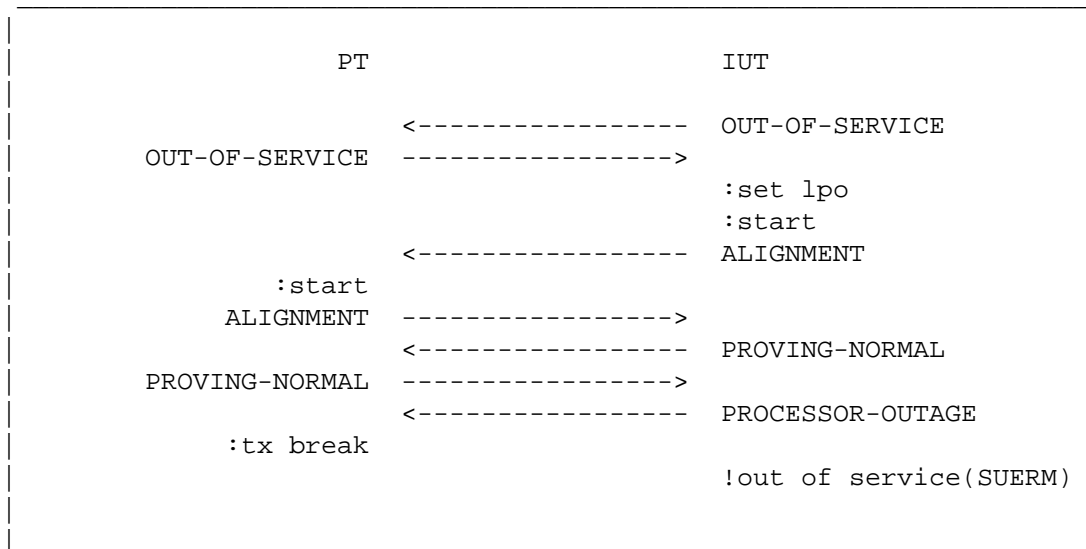 PT IUT
<----------------- OUT-OF-SERVICE
OUT-OF-SERVICE ----------------->
:set lpo
:start
<----------------- ALIGNMENT
:start
ALIGNMENT ----------------->
<----------------- PROVING-NORMAL
PROVING-NORMAL ----------------->
<----------------- PROCESSOR-OUTAGE
:tx break
!out of service(SUERM)